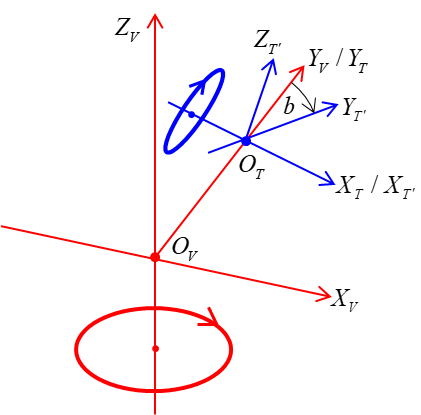 Z_V
Z_T'
Y_V / Y_T
b
Y_T'
O_T
X_T / X_T'
O_V
X_V